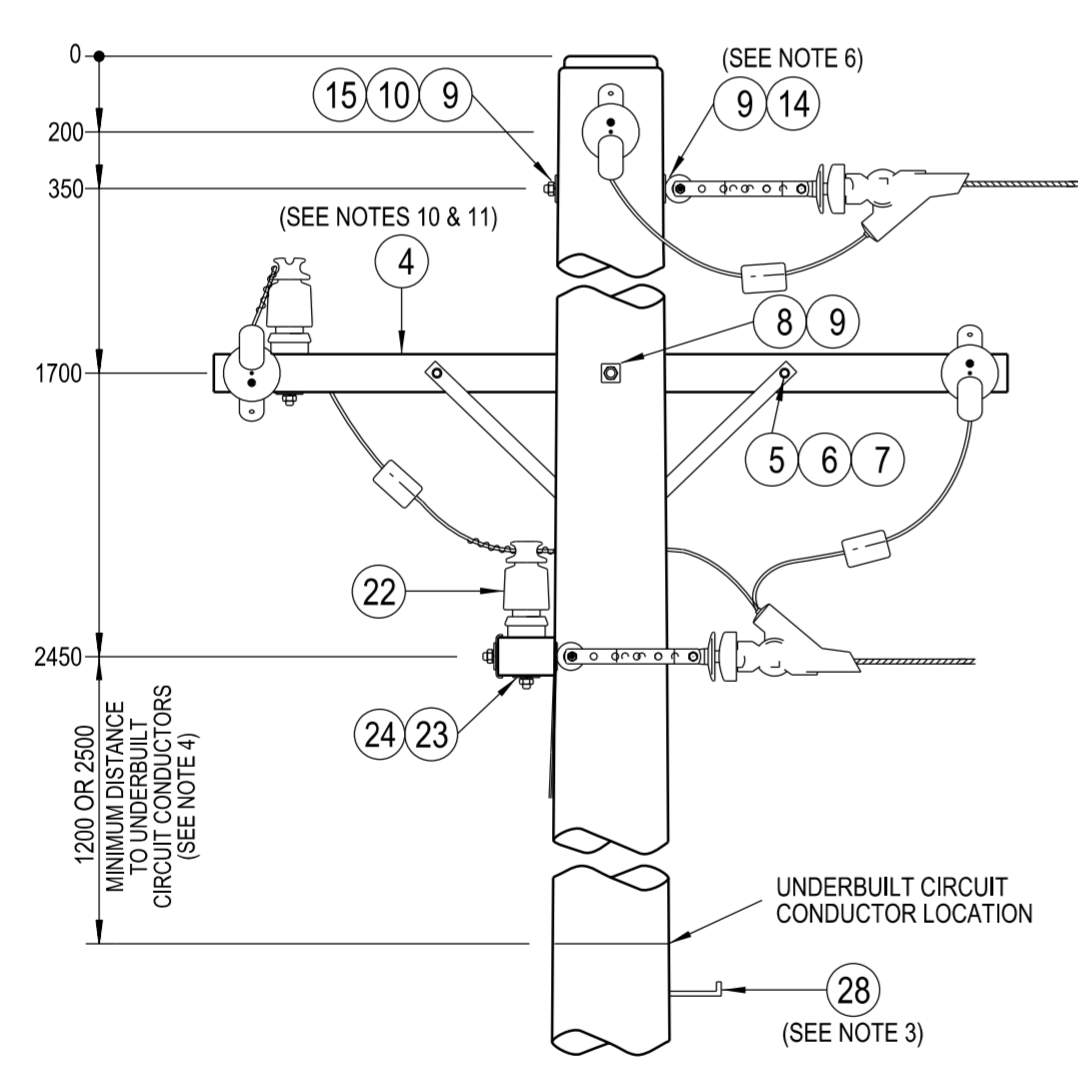 0
(SEE NOTE 6)
15 10 9
9 14
200
350
(SEE NOTES 10 & 11)
4
8 9
1700
5 6 7
22
2450
24 23
1200 OR 2500
MINIMUM DISTANCE
TO UNDERBUILT
CIRCUIT CONDUCTORS
(SEE NOTE 4)
UNDERBUILT CIRCUIT
CONDUCTOR LOCATION
28
(SEE NOTE 3)